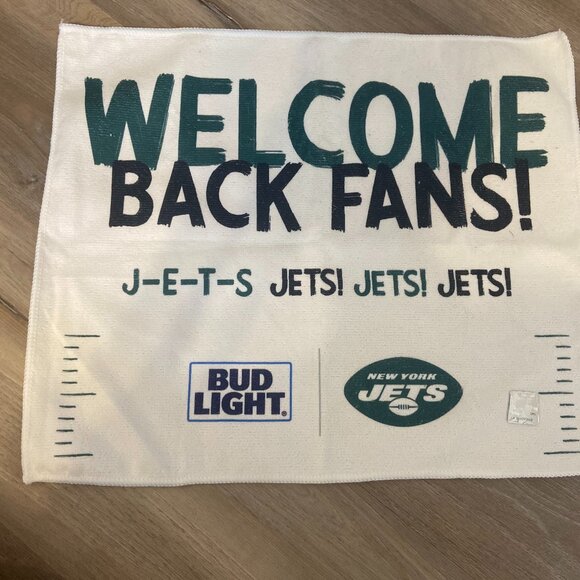 WELCOME
BACK FANS!
J-E-T-S JETS! JETS! JETS!
BUD
LIGHT®
NEW YORK
JETS